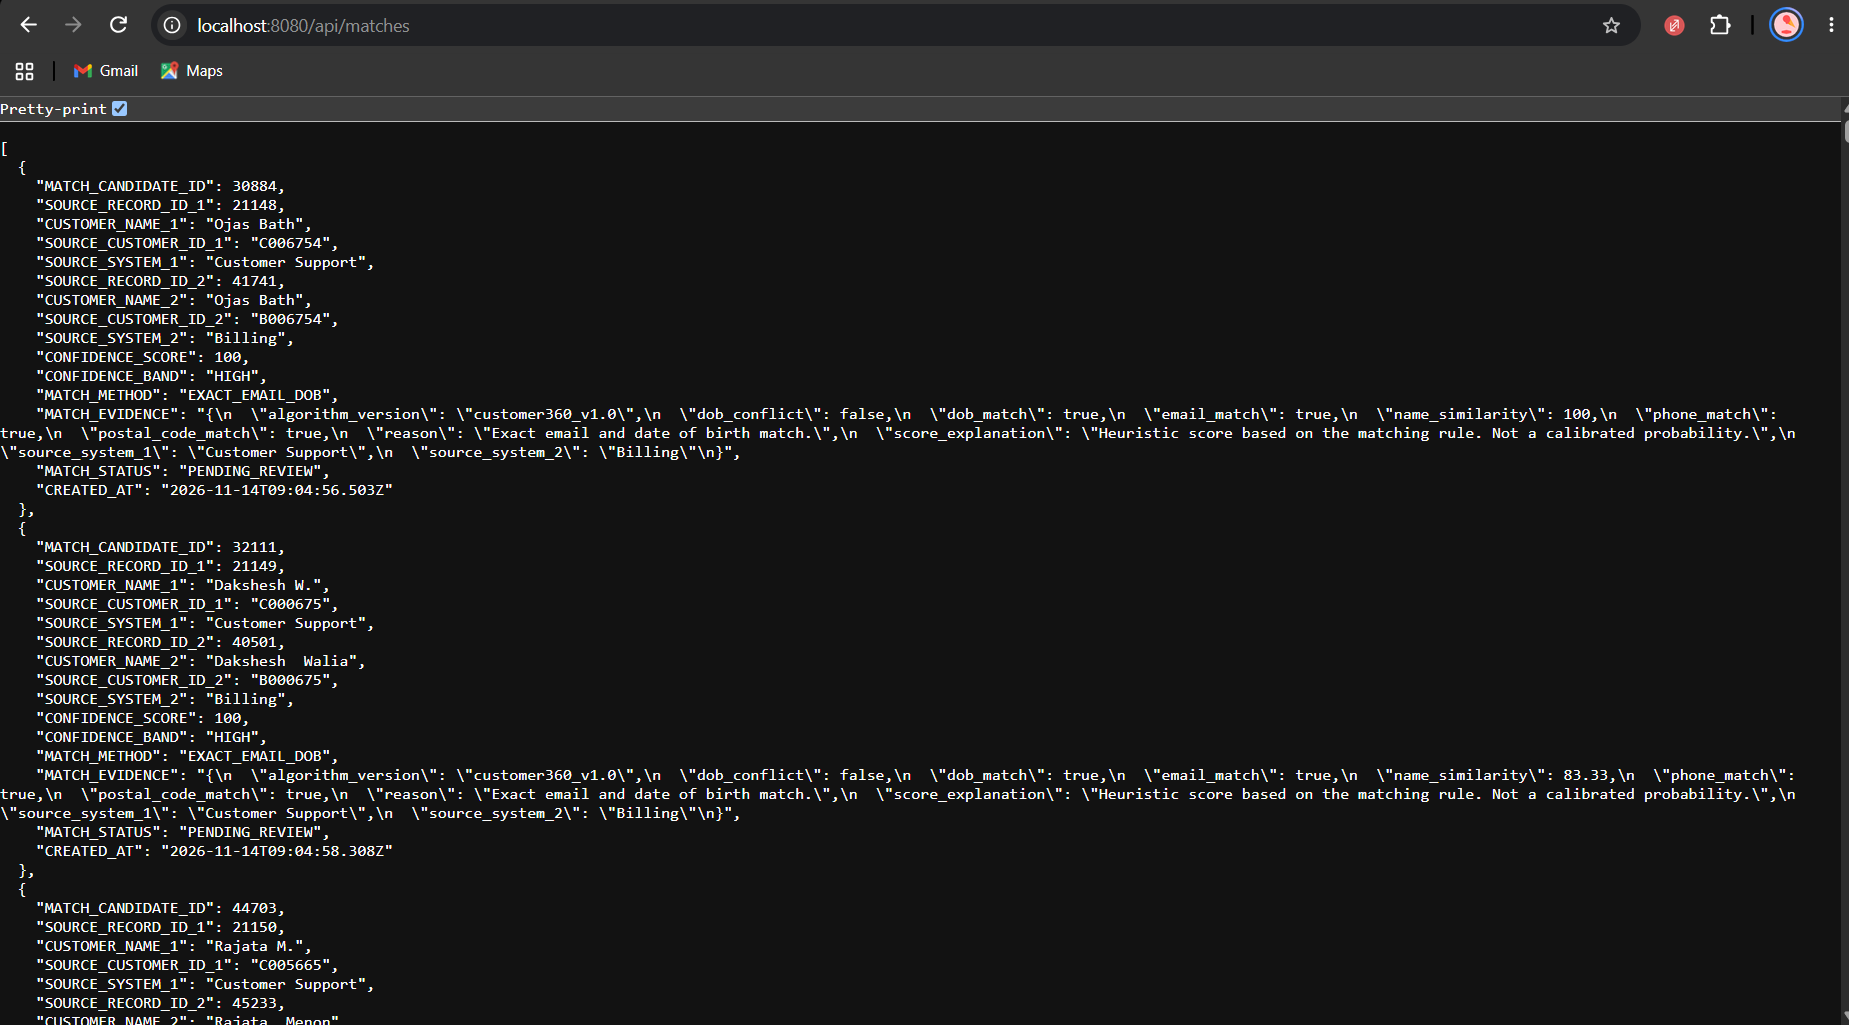 localhost:8080/api/matches
Gmail
Maps
Pretty-print
[
  {
    "MATCH_CANDIDATE_ID": 30884,
    "SOURCE_RECORD_ID_1": 21148,
    "CUSTOMER_NAME_1": "Ojas Bath",
    "SOURCE_CUSTOMER_ID_1": "C006754",
    "SOURCE_SYSTEM_1": "Customer Support",
    "SOURCE_RECORD_ID_2": 41741,
    "CUSTOMER_NAME_2": "Ojas Bath",
    "SOURCE_CUSTOMER_ID_2": "B006754",
    "SOURCE_SYSTEM_2": "Billing",
    "CONFIDENCE_SCORE": 100,
    "CONFIDENCE_BAND": "HIGH",
    "MATCH_METHOD": "EXACT_EMAIL_DOB",
    "MATCH_EVIDENCE": "{\n  \"algorithm_version\": \"customer360_v1.0\",\n  \"dob_conflict\": false,\n  \"dob_match\": true,\n  \"email_match\": true,\n  \"name_similarity\": 100,\n  \"phone_match\":
true,\n  \"postal_code_match\": true,\n  \"reason\": \"Exact email and date of birth match.\",\n  \"score_explanation\": \"Heuristic score based on the matching rule. Not a calibrated probability.\",\n
\"source_system_1\": \"Customer Support\",\n  \"source_system_2\": \"Billing\"\n}",
    "MATCH_STATUS": "PENDING_REVIEW",
    "CREATED_AT": "2026-11-14T09:04:56.503Z"
  },
  {
    "MATCH_CANDIDATE_ID": 32111,
    "SOURCE_RECORD_ID_1": 21149,
    "CUSTOMER_NAME_1": "Dakshesh W.",
    "SOURCE_CUSTOMER_ID_1": "C000675",
    "SOURCE_SYSTEM_1": "Customer Support",
    "SOURCE_RECORD_ID_2": 40501,
    "CUSTOMER_NAME_2": "Dakshesh  Walia",
    "SOURCE_CUSTOMER_ID_2": "B000675",
    "SOURCE_SYSTEM_2": "Billing",
    "CONFIDENCE_SCORE": 100,
    "CONFIDENCE_BAND": "HIGH",
    "MATCH_METHOD": "EXACT_EMAIL_DOB",
    "MATCH_EVIDENCE": "{\n  \"algorithm_version\": \"customer360_v1.0\",\n  \"dob_conflict\": false,\n  \"dob_match\": true,\n  \"email_match\": true,\n  \"name_similarity\": 83.33,\n  \"phone_match\":
true,\n  \"postal_code_match\": true,\n  \"reason\": \"Exact email and date of birth match.\",\n  \"score_explanation\": \"Heuristic score based on the matching rule. Not a calibrated probability.\",\n
\"source_system_1\": \"Customer Support\",\n  \"source_system_2\": \"Billing\"\n}",
    "MATCH_STATUS": "PENDING_REVIEW",
    "CREATED_AT": "2026-11-14T09:04:58.308Z"
  },
  {
    "MATCH_CANDIDATE_ID": 44703,
    "SOURCE_RECORD_ID_1": 21150,
    "CUSTOMER_NAME_1": "Rajata M.",
    "SOURCE_CUSTOMER_ID_1": "C005665",
    "SOURCE_SYSTEM_1": "Customer Support",
    "SOURCE_RECORD_ID_2": 45233,
    "CUSTOMER_NAME_2": "Rajata  Menon"